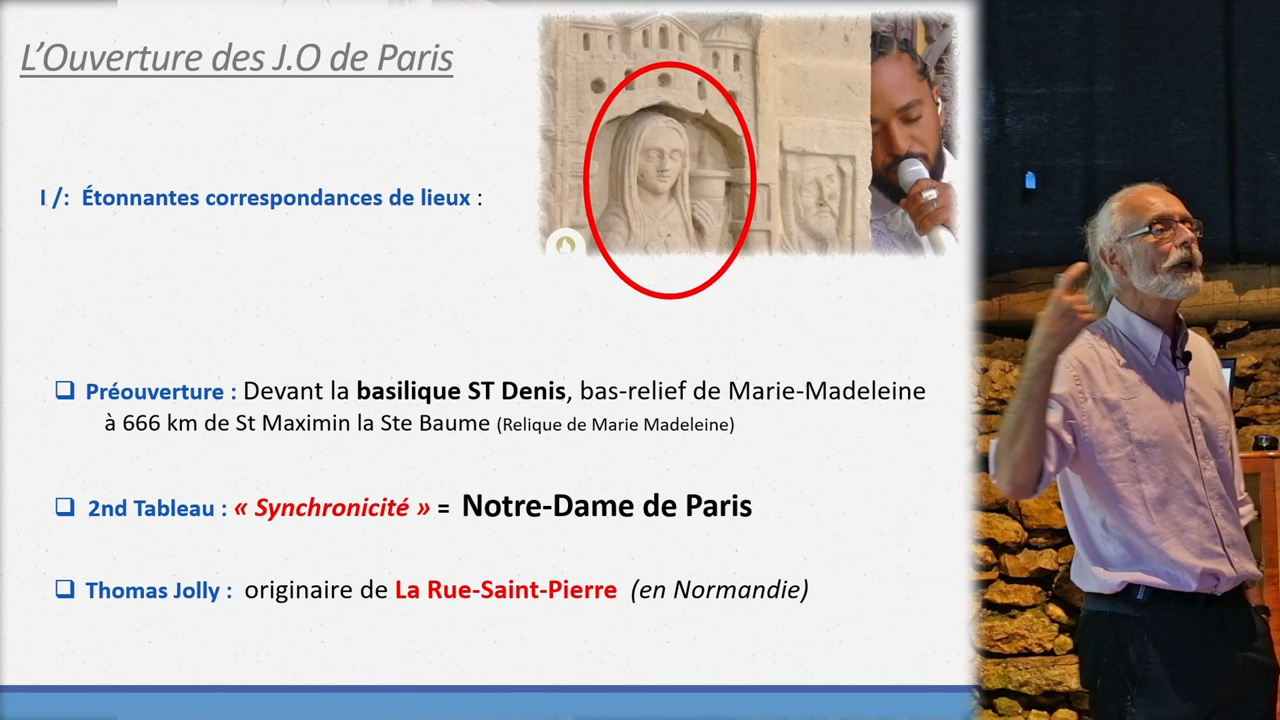 L'Ouverture des J.O de Paris
I /: Étonnantes correspondances de lieux :
❑ Préouverture : Devant la basilique ST Denis, bas-relief de Marie-Madeleine
à 666 km de St Maximin la Ste Baume (Relique de Marie Madeleine)
❑ 2nd Tableau : « Synchronicité » = Notre-Dame de Paris
❑ Thomas Jolly : originaire de La Rue-Saint-Pierre (en Normandie)